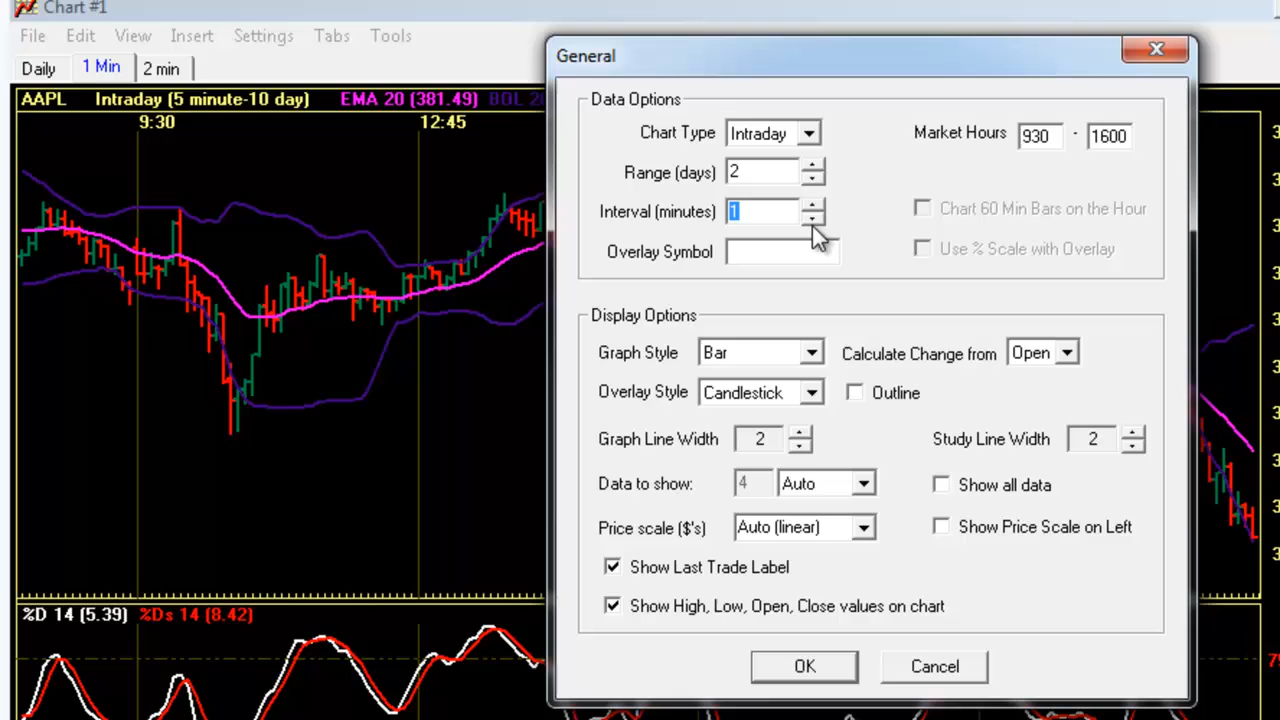 Chart #1
File Edit View Insert Settings Tabs Tools
Daily 1 Min 2 min
AAPL Intraday (5 minute-10 day) EMA 20 (381.49) BOL 20
9:30 12:45
%D 14 (5.39) %Ds 14 (8.42)
General
Data Options
Chart Type Intraday Market Hours 930 - 1600
Range (days) 2
Interval (minutes) 1 Chart 60 Min Bars on the Hour
Overlay Symbol Use % Scale with Overlay
Display Options
Graph Style Bar Calculate Change from Open
Overlay Style Candlestick Outline
Graph Line Width 2 Study Line Width 2
Data to show: 4 Auto Show all data
Price scale ($'s) Auto (linear) Show Price Scale on Left
Show Last Trade Label
Show High, Low, Open, Close values on chart
OK Cancel